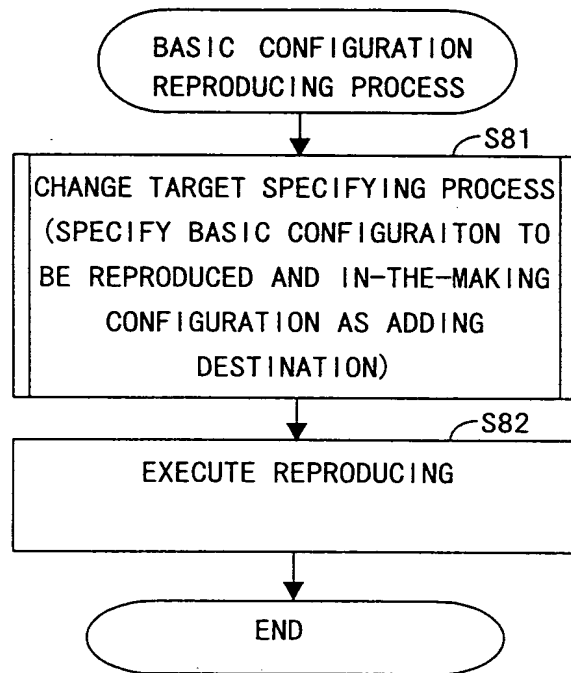 BASIC CONFIGURATION
REPRODUCING PROCESS
S81
CHANGE TARGET SPECIFYING PROCESS
(SPECIFY BASIC CONFIGURAITON TO
BE REPRODUCED AND IN-THE-MAKING
CONFIGURATION AS ADDING
DESTINATION)
S82
EXECUTE REPRODUCING
END